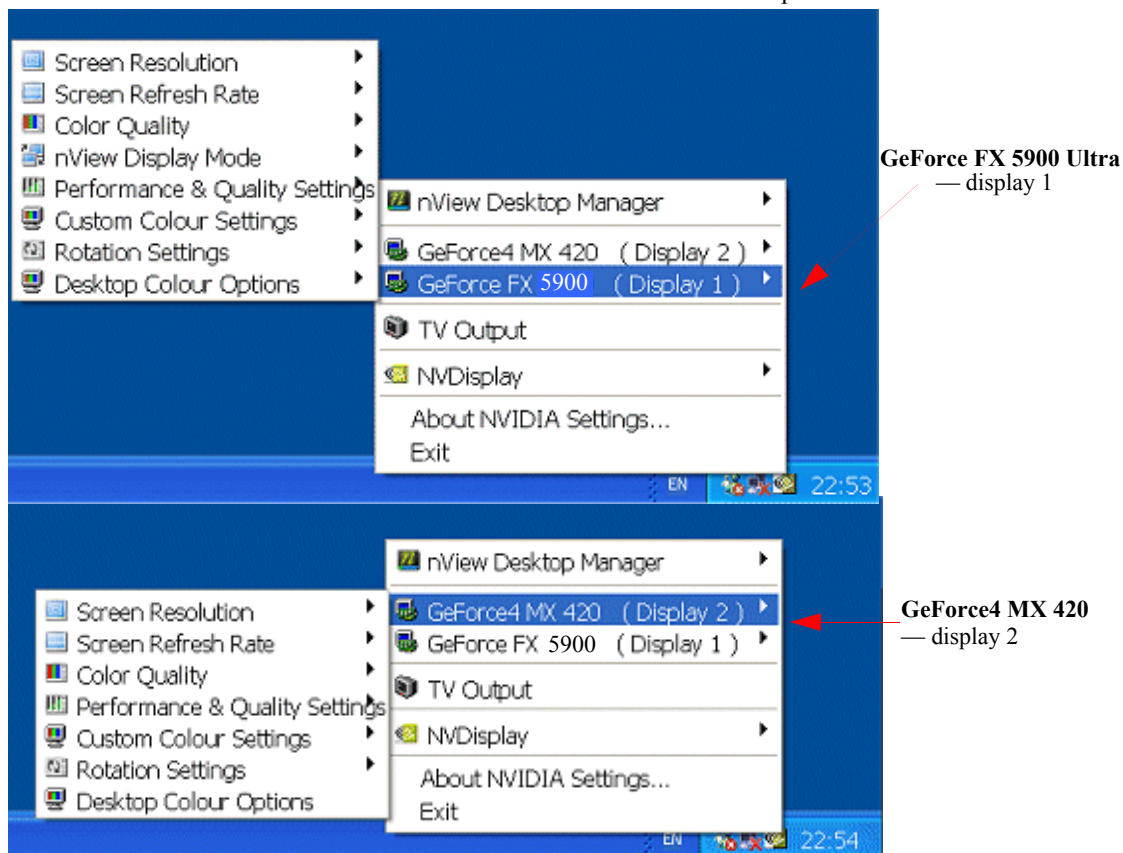 Screen Resolution
Screen Refresh Rate
Color Quality
nView Display Mode
Performance & Quality Settings
Custom Colour Settings
Rotation Settings
Desktop Colour Options
nView Desktop Manager
GeForce4 MX 420 ( Display 2 )
GeForce FX 5900 ( Display 1 )
TV Output
NVDisplay
About NVIDIA Settings...
Exit
EN 22:53
GeForce FX 5900 Ultra
— display 1
nView Desktop Manager
GeForce4 MX 420 ( Display 2 )
GeForce FX 5900 ( Display 1 )
TV Output
NVDisplay
About NVIDIA Settings...
Exit
Screen Resolution
Screen Refresh Rate
Color Quality
Performance & Quality Settings
Custom Colour Settings
Rotation Settings
Desktop Colour Options
EN 22:54
GeForce4 MX 420
— display 2